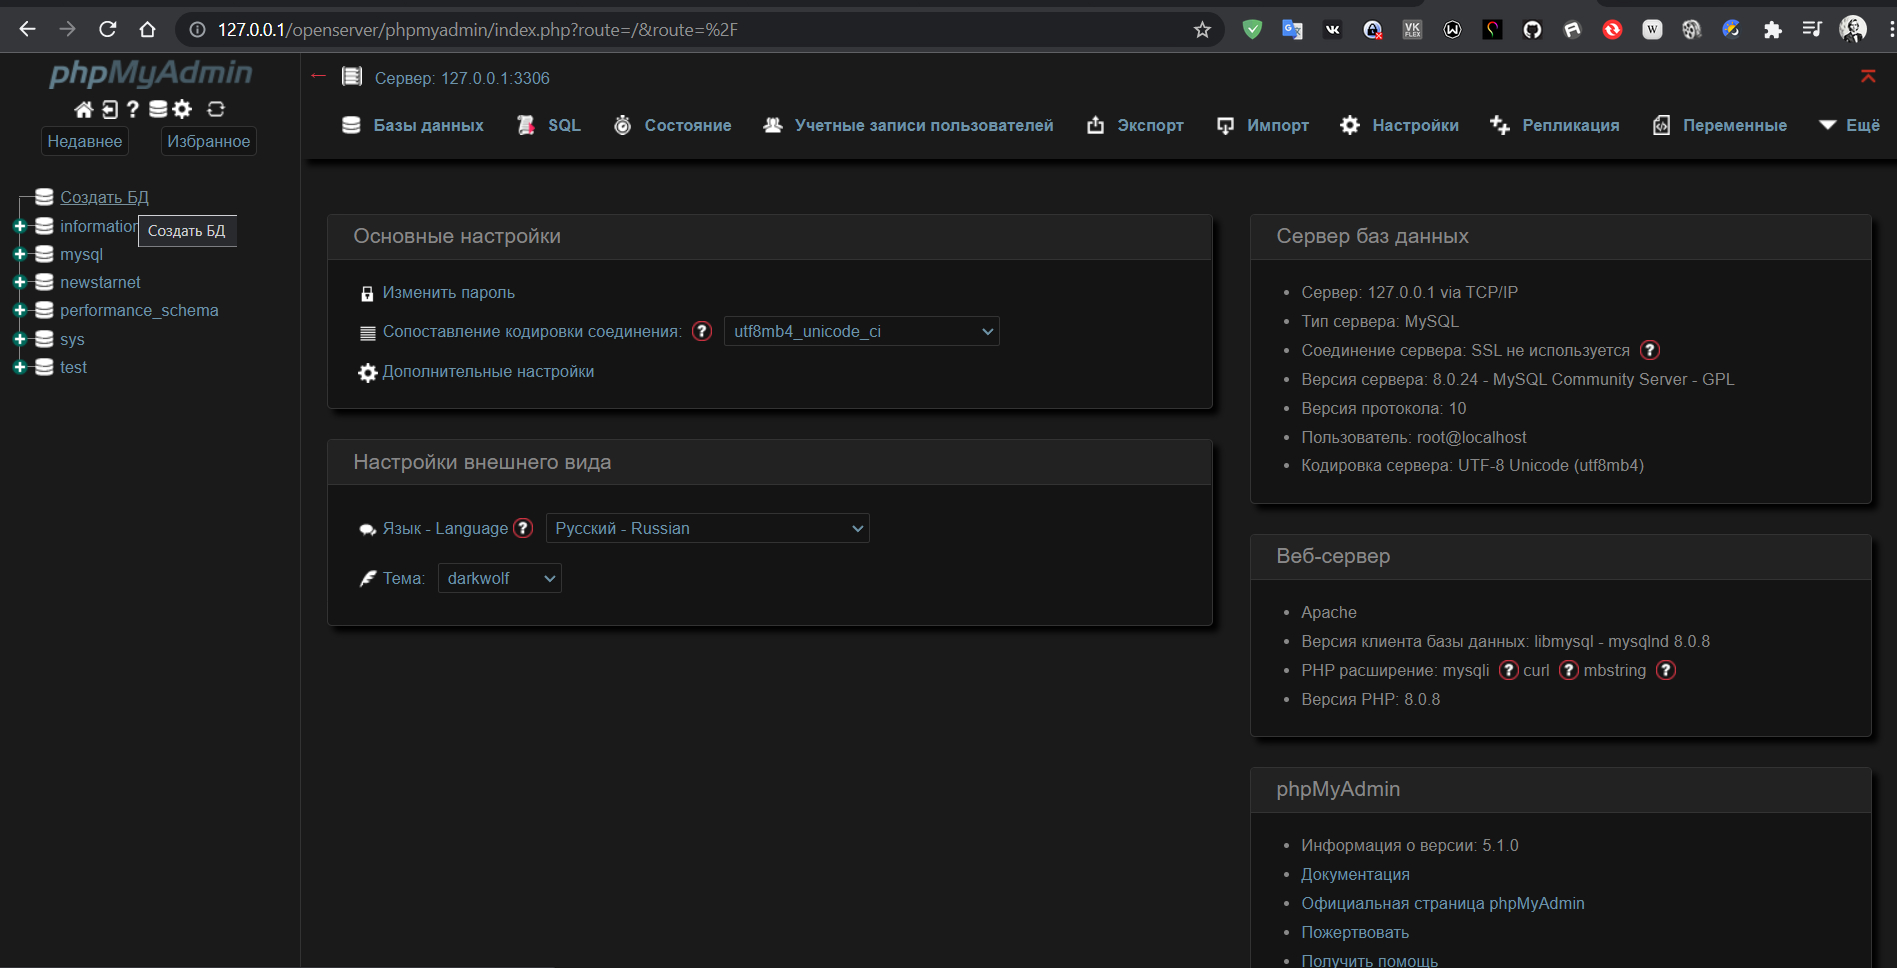 127.0.0.1/openserver/phpmyadmin/index.php?route=/&route=%2F
phpMyAdmin
Недавнее
Избранное
Создать БД
information
Создать БД
mysql
newstarnet
performance_schema
sys
test
Сервер: 127.0.0.1:3306
Базы данных
SQL
Состояние
Учетные записи пользователей
Экспорт
Импорт
Настройки
Репликация
Переменные
Ещё
Основные настройки
Изменить пароль
Сопоставление кодировки соединения:
utf8mb4_unicode_ci
Дополнительные настройки
Настройки внешнего вида
Язык - Language
Русский - Russian
Тема:
darkwolf
Сервер баз данных
Сервер: 127.0.0.1 via TCP/IP
Тип сервера: MySQL
Соединение сервера: SSL не используется
Версия сервера: 8.0.24 - MySQL Community Server - GPL
Версия протокола: 10
Пользователь: root@localhost
Кодировка сервера: UTF-8 Unicode (utf8mb4)
Веб-сервер
Apache
Версия клиента базы данных: libmysql - mysqlnd 8.0.8
PHP расширение: mysqli curl mbstring
Версия PHP: 8.0.8
phpMyAdmin
Информация о версии: 5.1.0
Документация
Официальная страница phpMyAdmin
Пожертвовать
Получить помощь